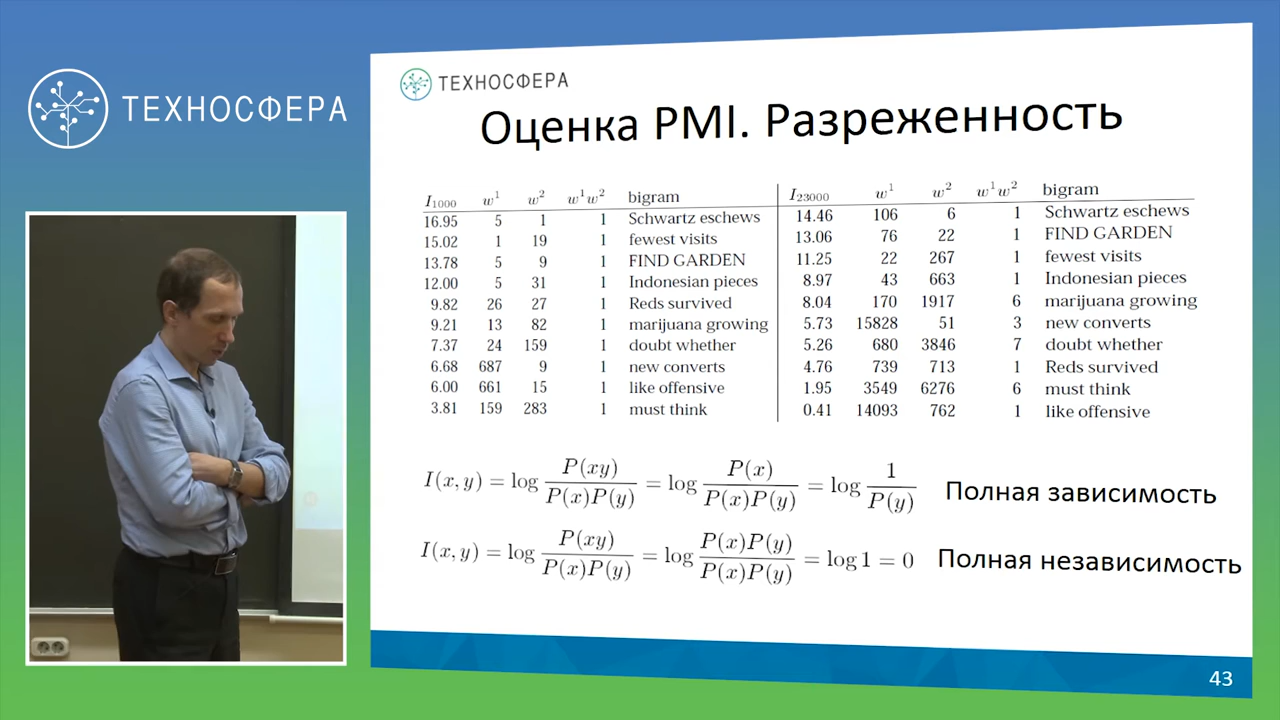 ТЕХНОСФЕРА
ТЕХНОСФЕРА
Оценка PMI. Разреженность
I1000 w^1 w^2 w^1w^2 bigram I23000 w^1 w^2 w^1w^2 bigram
16.95 5 1 1 Schwartz eschews 14.46 106 6 1 Schwartz eschews
15.02 1 19 1 fewest visits 13.06 76 22 1 FIND GARDEN
13.78 5 9 1 FIND GARDEN 11.25 22 267 1 fewest visits
12.00 5 31 1 Indonesian pieces 8.97 43 663 1 Indonesian pieces
9.82 26 27 1 Reds survived 8.04 170 1917 6 marijuana growing
9.21 13 82 1 marijuana growing 5.73 15828 51 3 new converts
7.37 24 159 1 doubt whether 5.26 680 3846 7 doubt whether
6.68 687 9 1 new converts 4.76 739 713 1 Reds survived
6.00 661 15 1 like offensive 1.95 3549 6276 6 must think
3.81 159 283 1 must think 0.41 14093 762 1 like offensive
I(x, y) = log P(xy) / P(x)P(y) = log P(x) / P(x)P(y) = log 1 / P(y) Полная зависимость
I(x, y) = log P(xy) / P(x)P(y) = log P(x)P(y) / P(x)P(y) = log 1 = 0 Полная независимость
43